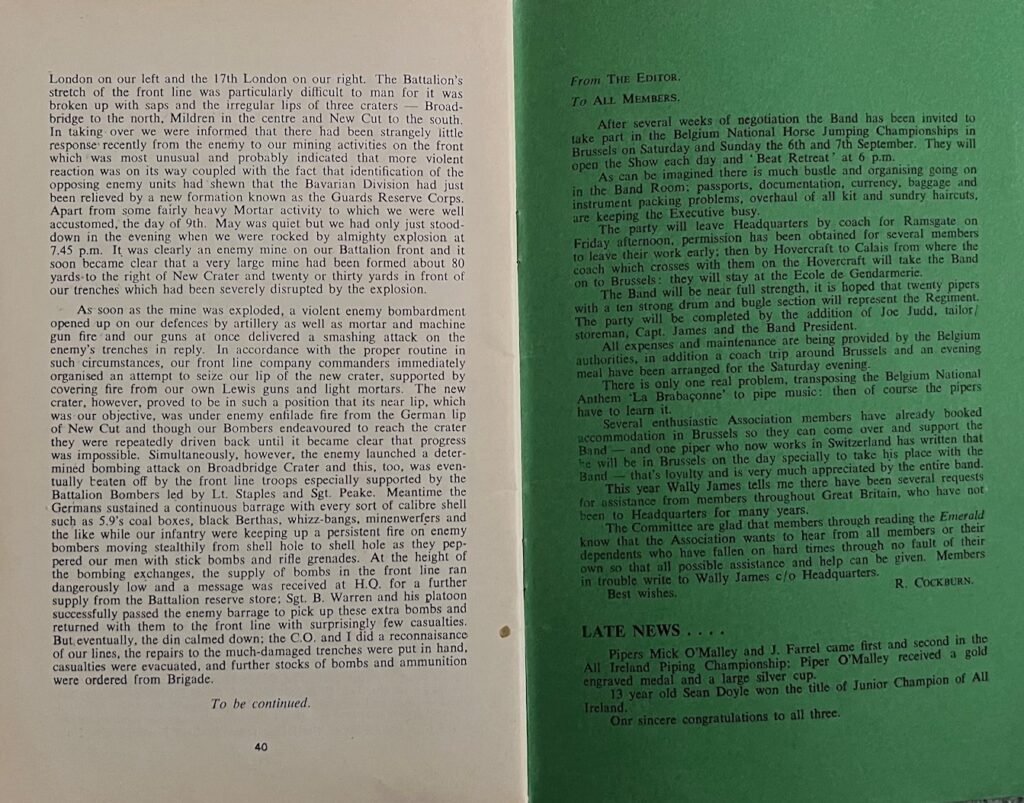 London on our left and the 17th London on our right. The Battalion's
stretch of the front line was particularly difficult to man for it was
broken up with saps and the irregular lips of three craters — Broad-
bridge to the north, Mildren in the centre and New Cut to the south.
In taking over we were informed that there had been strangely little
response recently from the enemy to our mining activities on the front
which was most unusual and probably indicated that more violent
reaction was on its way coupled with the fact that identification of the
opposing enemy units had shewn that the Bavarian Division had just
been relieved by a new formation known as the Guards Reserve Corps.
Apart from some fairly heavy Mortar activity to which we were well
accustomed, the day of 9th. May was quiet but we had only just stood-
down in the evening when we were rocked by almighty explosion at
7.45 p.m. It was clearly an enemy mine on our Battalion front and it
soon became clear that a very large mine had been formed about 80
yards to the right of New Crater and twenty or thirty yards in front of
our trenches which had been severely disrupted by the explosion.
As soon as the mine was exploded, a violent enemy bombardment
opened up on our defences by artillery as well as mortar and machine
gun fire and our guns at once delivered a smashing attack on the
enemy's trenches in reply. In accordance with the proper routine in
such circumstances, our front line company commanders immediately
organised an attempt to seize our lip of the new crater, supported by
covering fire from our own Lewis guns and light mortars. The new
crater, however, proved to be in such a position that its near lip, which
was our objective, was under enemy enfilade fire from the German lip
of New Cut and though our Bombers endeavoured to reach the crater
they were repeatedly driven back until it became clear that progress
was impossible. Simultaneously, however, the enemy launched a deter-
mined bombing attack on Broadbridge Crater and this, too, was even-
tually beaten off by the front line troops especially supported by the
Battalion Bombers led by Lt. Staples and Sgt. Peake. Meantime the
Germans sustained a continuous barrage with every sort of calibre shell
such as 5.9's coal boxes, black Berthas, whizz-bangs, minenwerfers and
the like while our infantry were keeping up a persistent fire on enemy
bombers moving stealthily from shell hole to shell hole as they pep-
pered our men with stick bombs and rifle grenades. At the height of
the bombing exchanges, the supply of bombs in the front line ran
dangerously low and a message was received at H.Q. for a further
supply from the Battalion reserve store; Sgt. B. Warren and his platoon
successfully passed the enemy barrage to pick up these extra bombs and
returned with them to the front line with surprisingly few casualties.
But eventually, the din calmed down; the C.O. and I did a reconnaisance
of our lines, the repairs to the much-damaged trenches were put in hand,
casualties were evacuated, and further stocks of bombs and ammunition
were ordered from Brigade.
To be continued.
40
From THE EDITOR.
To ALL MEMBERS.
After several weeks of negotiation the Band has been invited to
take part in the Belgium National Horse Jumping Championships in
Brussels on Saturday and Sunday the 6th and 7th September. They will
open the Show each day and 'Beat Retreat' at 6 p.m.
As can be imagined there is much bustle and organising going on
in the Band Room; passports, documentation, currency, baggage and
instrument packing problems, overhaul of all kit and sundry haircuts,
are keeping the Executive busy.
The party will leave Headquarters by coach for Ramsgate on
Friday afternoon, permission has been obtained for several members
to leave their work early; then by Hovercraft to Calais from where the
coach which crosses with them on the Hovercraft will take the Band
on to Brussels: they will stay at the Ecole de Gendarmerie.
The Band will be near full strength, it is hoped that twenty pipers
with a ten strong drum and bugle section will represent the Regiment.
The party will be completed by the addition of Joe Judd, tailor/
storeman, Capt. James and the Band President.
All expenses and maintenance are being provided by the Belgium
authorities, in addition a coach trip around Brussels and an evening
meal have been arranged for the Saturday evening.
There is only one real problem, transposing the Belgium National
Anthem 'La Brabaçonne' to pipe music: then of course the pipers
have to learn it.
Several enthusiastic Association members have already booked
accommodation in Brussels so they can come over and support the
Band — and one piper who now works in Switzerland has written that
he will be in Brussels on the day specially to take his place with the
Band — that's loyalty and is very much appreciated by the entire band.
This year Wally James tells me there have been several requests
for assistance from members throughout Great Britain, who have not
been to Headquarters for many years.
The Committee are glad that members through reading the Emerald
know that the Association wants to hear from all members or their
dependents who have fallen on hard times through no fault of their
own so that all possible assistance and help can be given. Members
in trouble write to Wally James c/o Headquarters.
Best wishes.
R. COCKBURN.
LATE NEWS . . . .
Pipers Mick O'Malley and J. Farrel came first and second in the
All Ireland Piping Championship: Piper O'Malley received a gold
engraved medal and a large silver cup.
13 year old Sean Doyle won the title of Junior Champion of All
Ireland.
Onr sincere congratulations to all three.